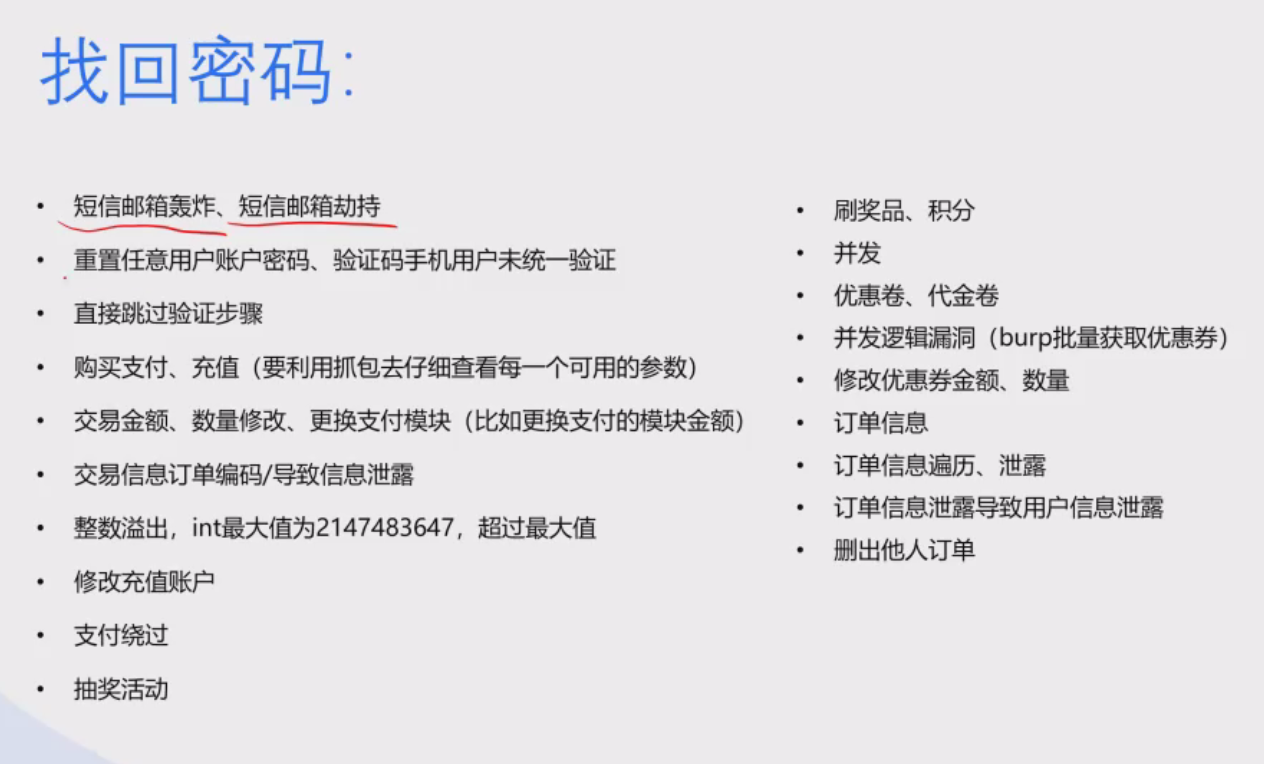 找回密码：
• 短信邮箱轰炸、短信邮箱劫持
• 重置任意用户账户密码、验证码手机用户未统一验证
• 直接跳过验证步骤
• 购买支付、充值（要利用抓包去仔细查看每一个可用的参数）
• 交易金额、数量修改、更换支付模块（比如更换支付的模块金额）
• 交易信息订单编码/导致信息泄露
• 整数溢出，int最大值为2147483647，超过最大值
• 修改充值账户
• 支付绕过
• 抽奖活动
• 刷奖品、积分
• 并发
• 优惠卷、代金卷
• 并发逻辑漏洞（burp批量获取优惠券）
• 修改优惠券金额、数量
• 订单信息
• 订单信息遍历、泄露
• 订单信息泄露导致用户信息泄露
• 删出他人订单